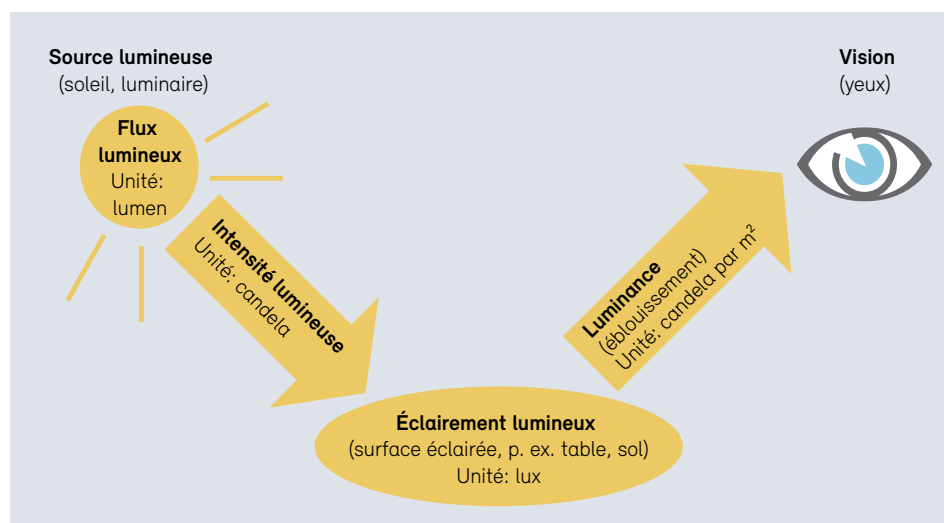 Source lumineuse
(soleil, luminaire)
Flux
lumineux
Unité:
lumen
Intensité lumineuse
Unité: candela
Éclairement lumineux
(surface éclairée, p. ex. table, sol)
Unité: lux
Luminance
(éblouissement)
Unité: candela par m²
Vision
(yeux)